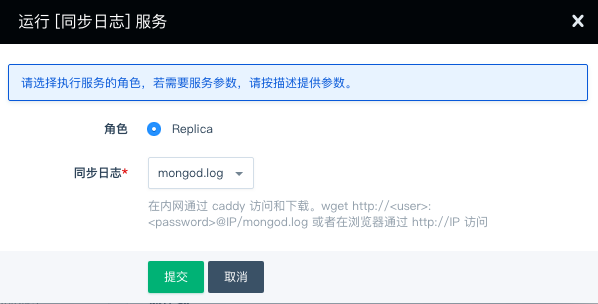 运行 [同步日志] 服务
请选择执行服务的角色，若需要服务参数，请按描述提供参数。
角色 Replica
同步日志* mongod.log
在内网通过 caddy 访问和下载。wget http://<user>:
<password>@IP/mongod.log 或者在浏览器通过 http://IP 访问
提交 取消